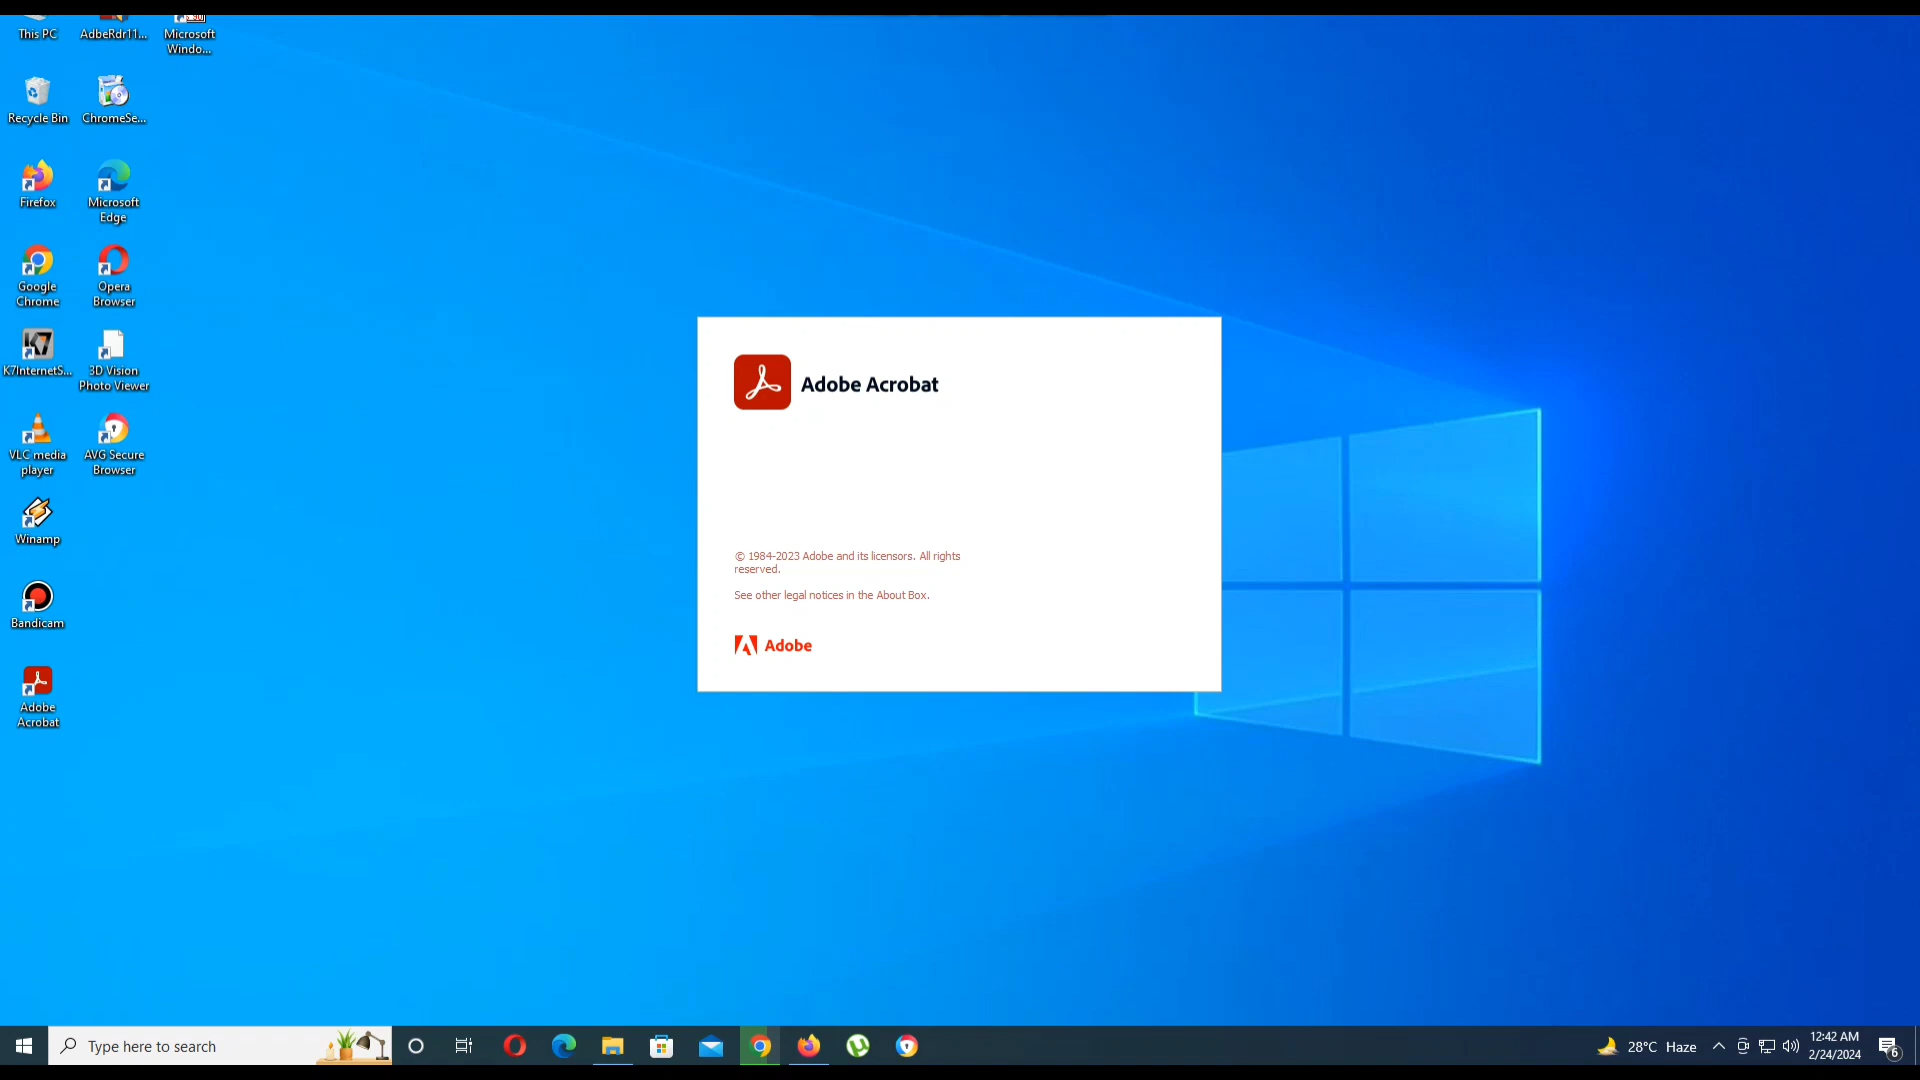 This PC
AdbeRdr11...
Microsoft
Windo...
Recycle Bin
ChromeSe...
Firefox
Microsoft
Edge
Google
Chrome
Opera
Browser
K7InternetS...
3D Vision
Photo Viewer
VLC media
player
AVG Secure
Browser
Winamp
Bandicam
Adobe
Acrobat
Adobe Acrobat
© 1984-2023 Adobe and its licensors. All rights
reserved.
See other legal notices in the About Box.
Adobe
Type here to search
28°C Haze
12:42 AM
2/24/2024
6